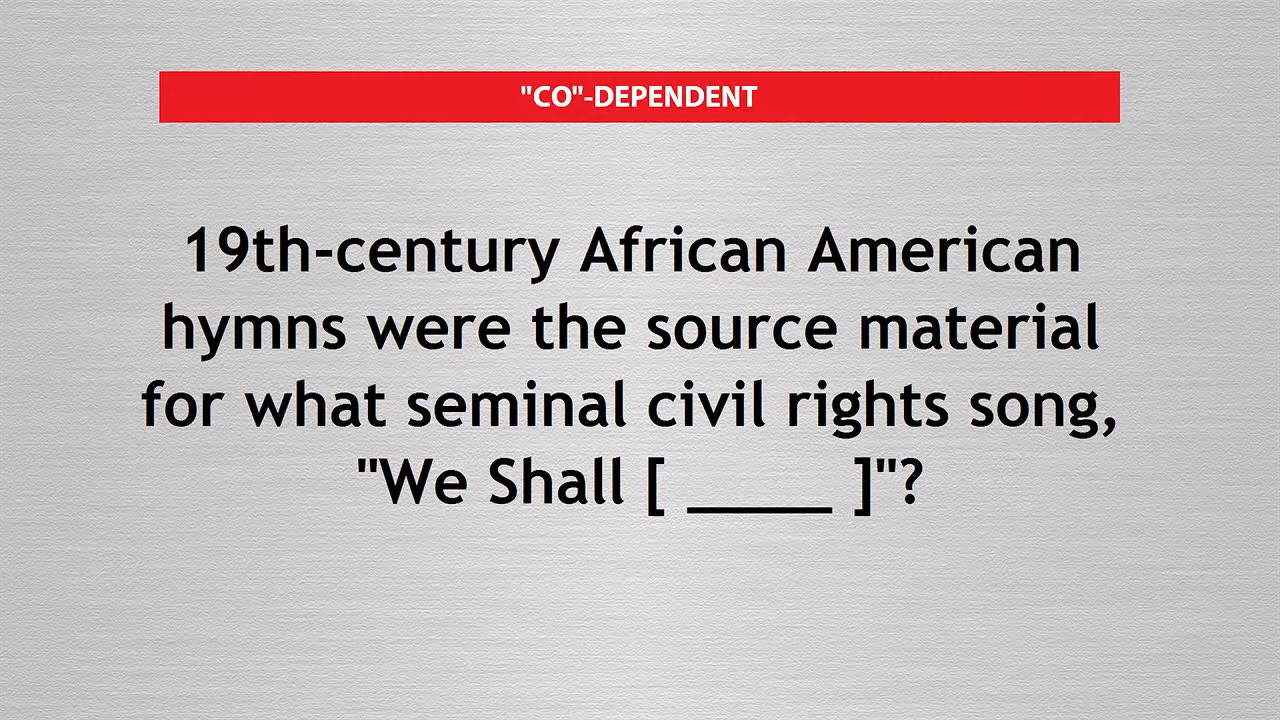 "CO"-DEPENDENT
19th-century African American
hymns were the source material
for what seminal civil rights song,
"We Shall [ ____ ]"?